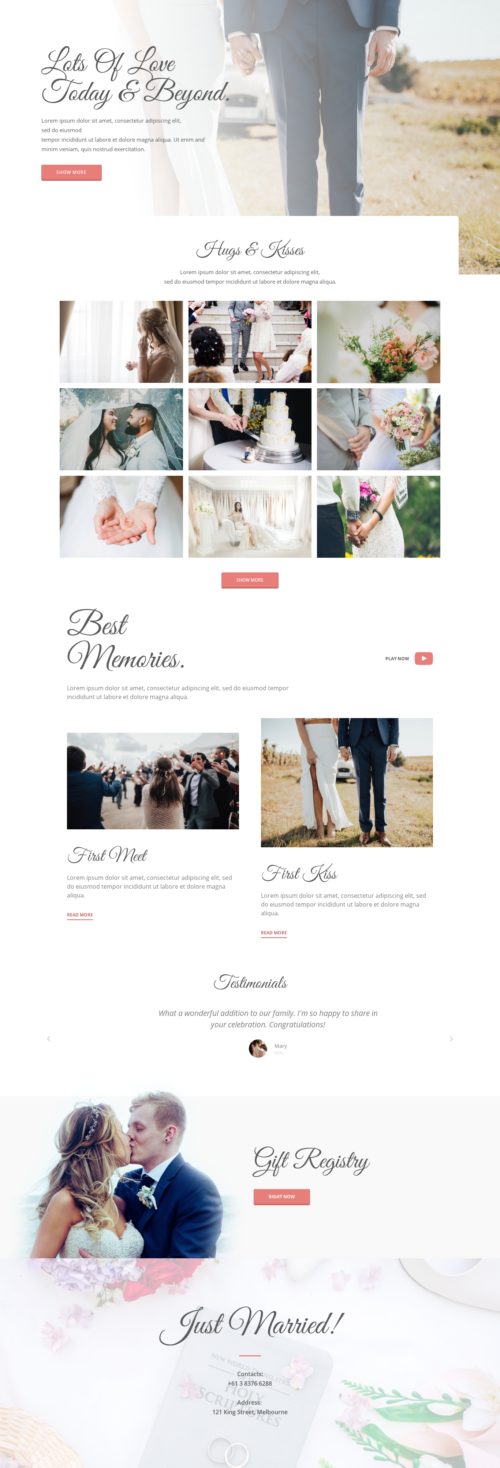 Lots Of Love
Today & Beyond.
Lorem ipsum dolor sit amet, consectetur adipiscing elit,
sed do eiusmod
tempor incididunt ut labore et dolore magna aliqua. Ut enim and
minim veniam, quis nostrud exercitation.
SHOW MORE
Hugs & Kisses
Lorem ipsum dolor sit amet, consectetur adipiscing elit,
sed do eiusmod tempor incididunt ut labore et dolore magna aliqua.
SHOW MORE
Best
Memories.
PLAY NOW
Lorem ipsum dolor sit amet, consectetur adipiscing elit, sed do eiusmod tempor
incididunt ut labore et dolore magna aliqua.
First Meet
Lorem ipsum dolor sit amet, consectetur adipiscing elit, sed
do eiusmod tempor incididunt ut labore et dolore magna
aliqua.
READ MORE
First Kiss
Lorem ipsum dolor sit amet, consectetur adipiscing elit, sed
do eiusmod tempor incididunt ut labore et dolore magna
aliqua.
READ MORE
Testimonials
What a wonderful addition to our family. I'm so happy to share in
your celebration. Congratulations!
Mary
Gift Registry
RIGHT NOW
Just Married!
Contacts:
+61 3 8376 6288
Address:
121 King Street, Melbourne
NEW WORLD
HOLY
SCRIPTURES